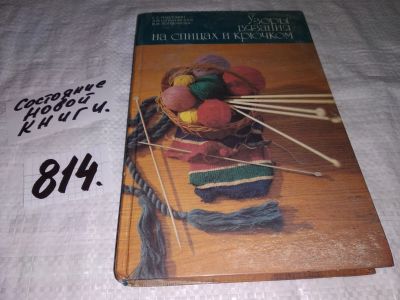 Состояние
новой
книги.
814.
Узоры
вязания
на спицах и крючком